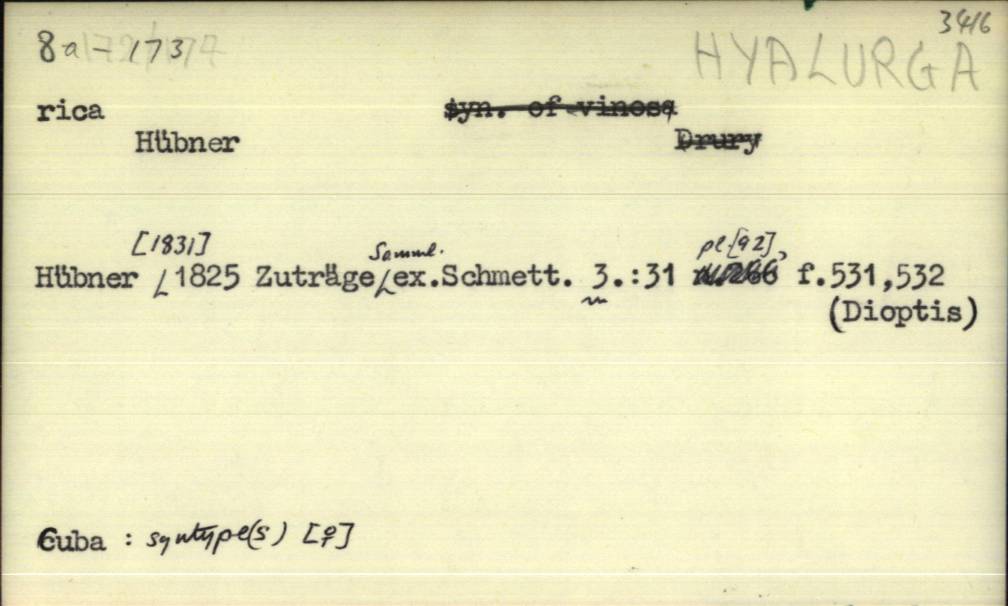 3416
8a - 173
HYALURGA
rica syn. of vinosa
Hübner Drury
[1831] Samml. pl.[92],
Hübner 1825 Zuträge ex.Schmett. 3.:31 f.531,532
(Dioptis)
Cuba : syntype(s) [♀]